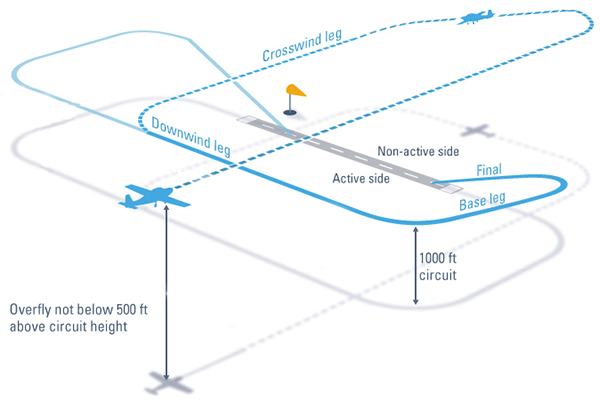 Crosswind leg
Downwind leg
Non-active side
Active side
Final
Base leg
1000 ft
circuit
Overfly not below 500 ft
above circuit height